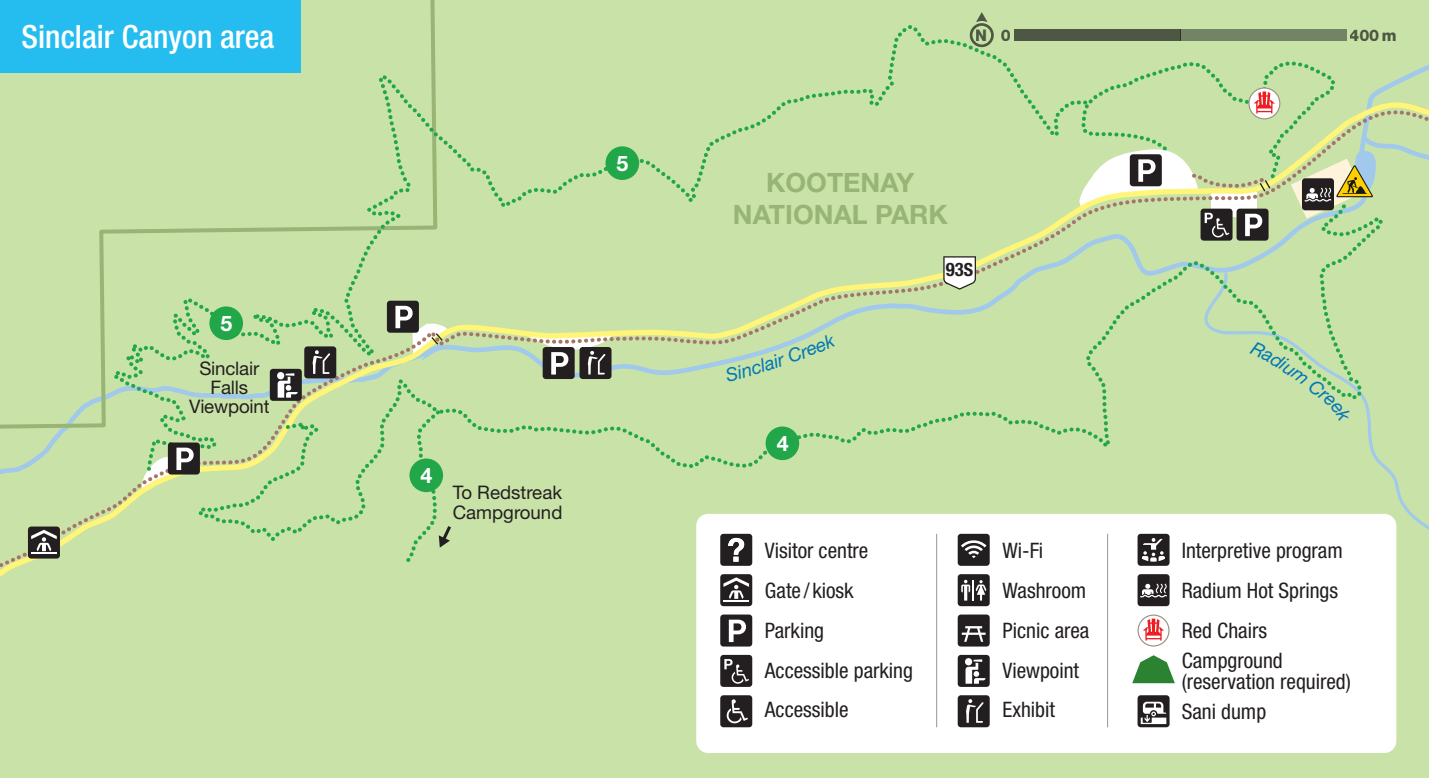 Sinclair Canyon area
N 0 400 m
5
KOOTENAY
NATIONAL PARK
P
P P
93S
5
P
Sinclair
Falls
Viewpoint
P
Sinclair Creek
Radium Creek
4
P
4
To Redstreak
Campground
? Visitor centre
Gate / kiosk
P Parking
P Accessible parking
Accessible
Wi-Fi
Washroom
Picnic area
Viewpoint
Exhibit
Interpretive program
Radium Hot Springs
Red Chairs
Campground
(reservation required)
Sani dump